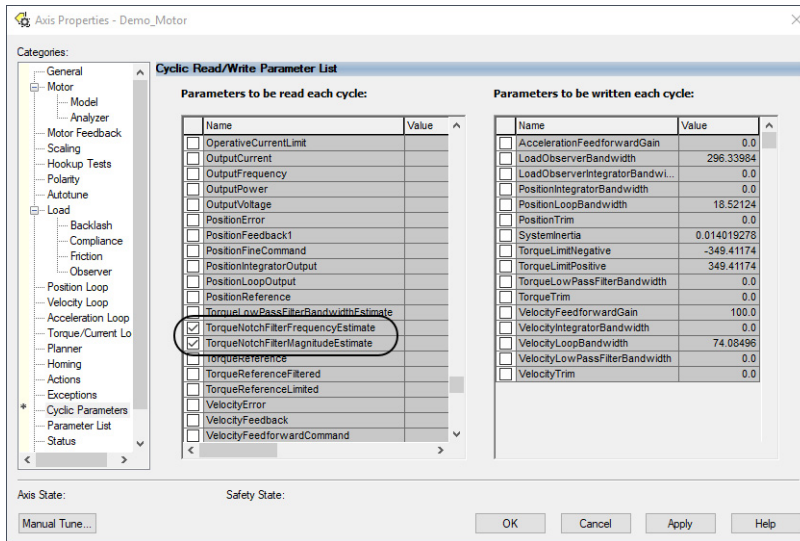 Axis Properties - Demo_Motor
Categories:
General
Motor
Model
Analyzer
Motor Feedback
Scaling
Hookup Tests
Polarity
Autotune
Load
Backlash
Compliance
Friction
Observer
Position Loop
Velocity Loop
Acceleration Loop
Torque/Current Lo
Planner
Homing
Actions
Exceptions
* Cyclic Parameters
Parameter List
Status
Cyclic Read/Write Parameter List
Parameters to be read each cycle:
Name Value
OperativeCurrentLimit
OutputCurrent
OutputFrequency
OutputPower
OutputVoltage
PositionError
PositionFeedback1
PositionFineCommand
PositionIntegratorOutput
PositionLoopOutput
PositionReference
TorqueLowPassFilterBandwidthEstimate
TorqueNotchFilterFrequencyEstimate
TorqueNotchFilterMagnitudeEstimate
TorqueReference
TorqueReferenceFiltered
TorqueReferenceLimited
VelocityError
VelocityFeedback
VelocityFeedforwardCommand
Parameters to be written each cycle:
Name Value
AccelerationFeedforwardGain 0.0
LoadObserverBandwidth 296.33984
LoadObserverIntegratorBandwi... 0.0
PositionIntegratorBandwidth 0.0
PositionLoopBandwidth 18.52124
PositionTrim 0.0
SystemInertia 0.014019278
TorqueLimitNegative -349.41174
TorqueLimitPositive 349.41174
TorqueLowPassFilterBandwidth 0.0
TorqueTrim 0.0
VelocityFeedforwardGain 100.0
VelocityIntegratorBandwidth 0.0
VelocityLoopBandwidth 74.08496
VelocityLowPassFilterBandwidth 0.0
VelocityTrim 0.0
Axis State: Safety State:
Manual Tune... OK Cancel Apply Help